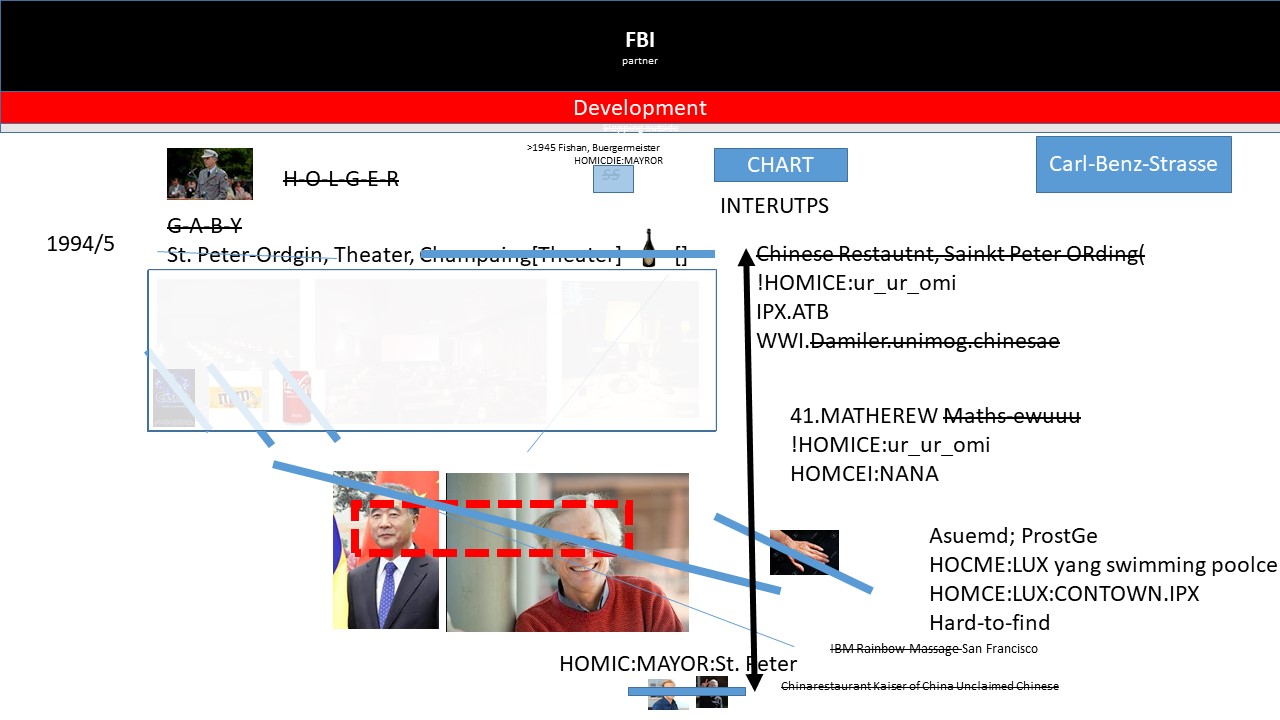 FBI
partner
Development
>1945 Fishan, Buergermeister
HOMICDIE:MAYROR
SS
CHART
Carl-Benz-Strasse
H-O-L-G-E-R
INTERUTPS
G-A-B-Y
1994/5
St. Peter-Ordgin, Theater, Champaing[Theater] []
Chinese Restautnt, Sainkt Peter ORding(
!HOMICE:ur_ur_omi
IPX.ATB
WWI.Damiler.unimog.chinesae
m&m's
41.MATHEREW Maths-ewuuu
!HOMICE:ur_ur_omi
HOMCEI:NANA
Asuemd; ProstGe
HOCME:LUX yang swimming poolce
HOMCE:LUX:CONTOWN.IPX
Hard-to-find
IBM Rainbow Massage San Francisco
HOMIC:MAYOR:St. Peter
Chinarestaurant Kaiser of China Unclaimed Chinese